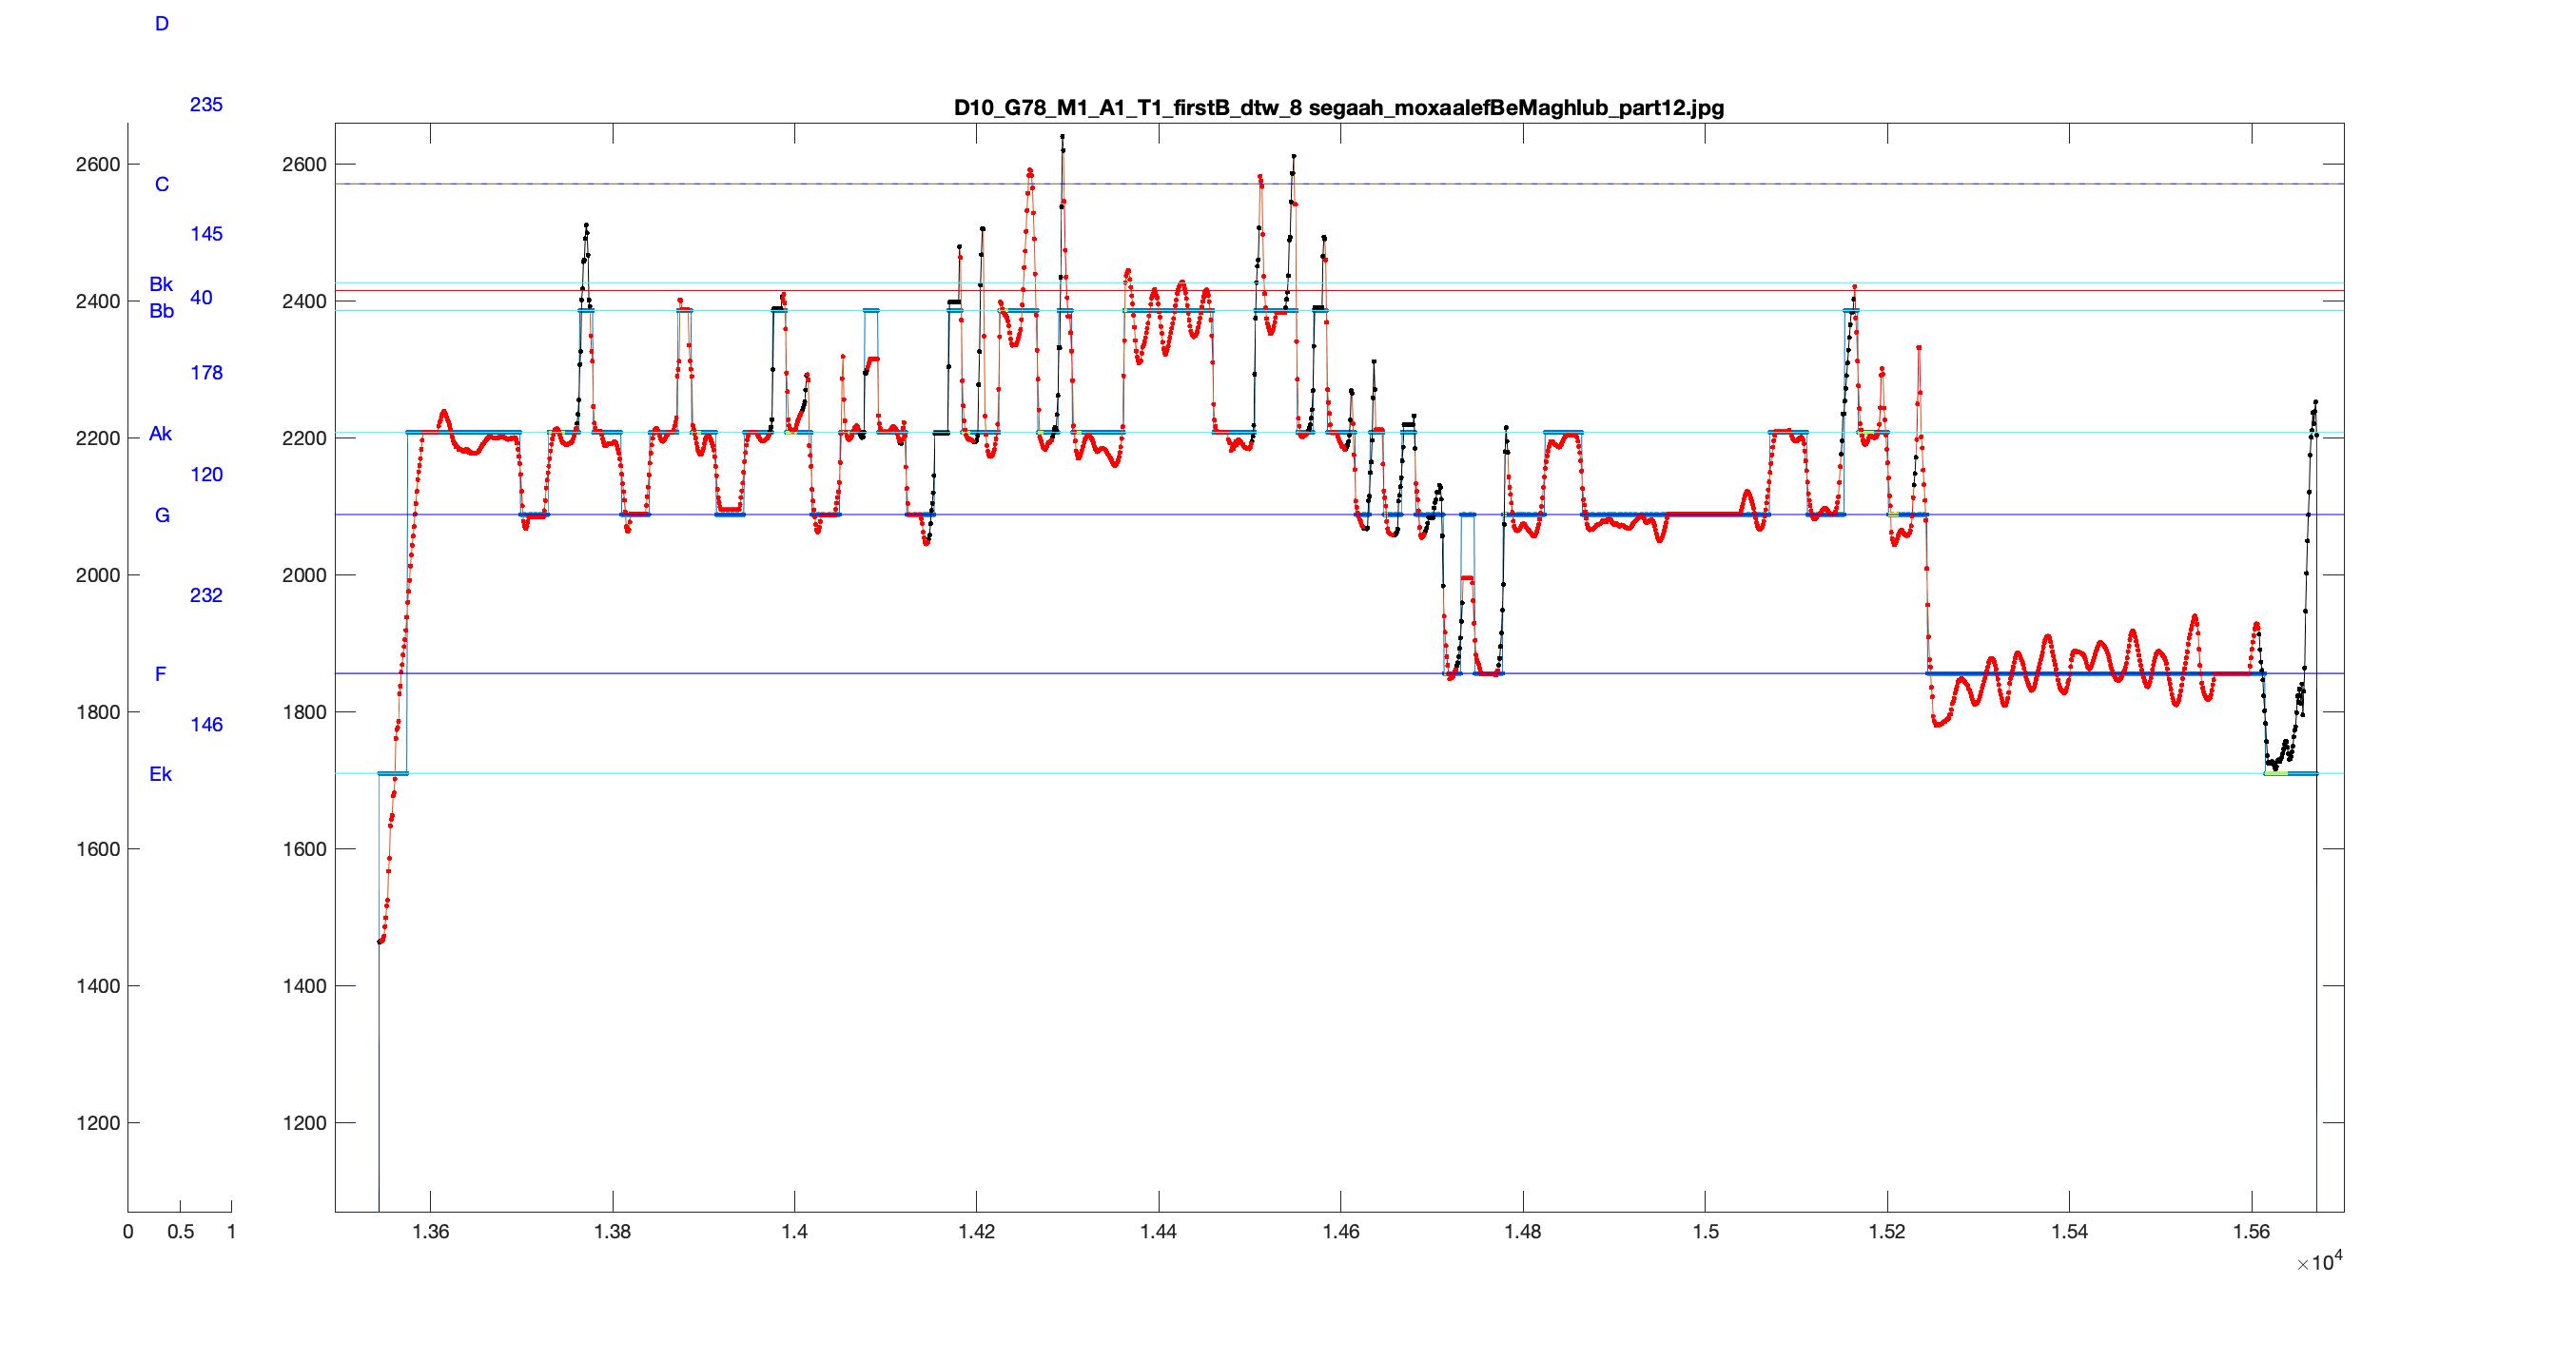 D
235
D10_G78_M1_A1_T1_firstB_dtw_8 segaah_moxaalefBeMaghlub_part12.jpg
2600 2600
C
145
Bk
40
2400 2400
Bb
178
Ak
2200 2200
120
G
2000 2000
232
F
1800 1800
146
Ek
1600 1600
1400 1400
1200 1200
0 0.5 1 1.36 1.38 1.4 1.42 1.44 1.46 1.48 1.5 1.52 1.54 1.56
×10⁴